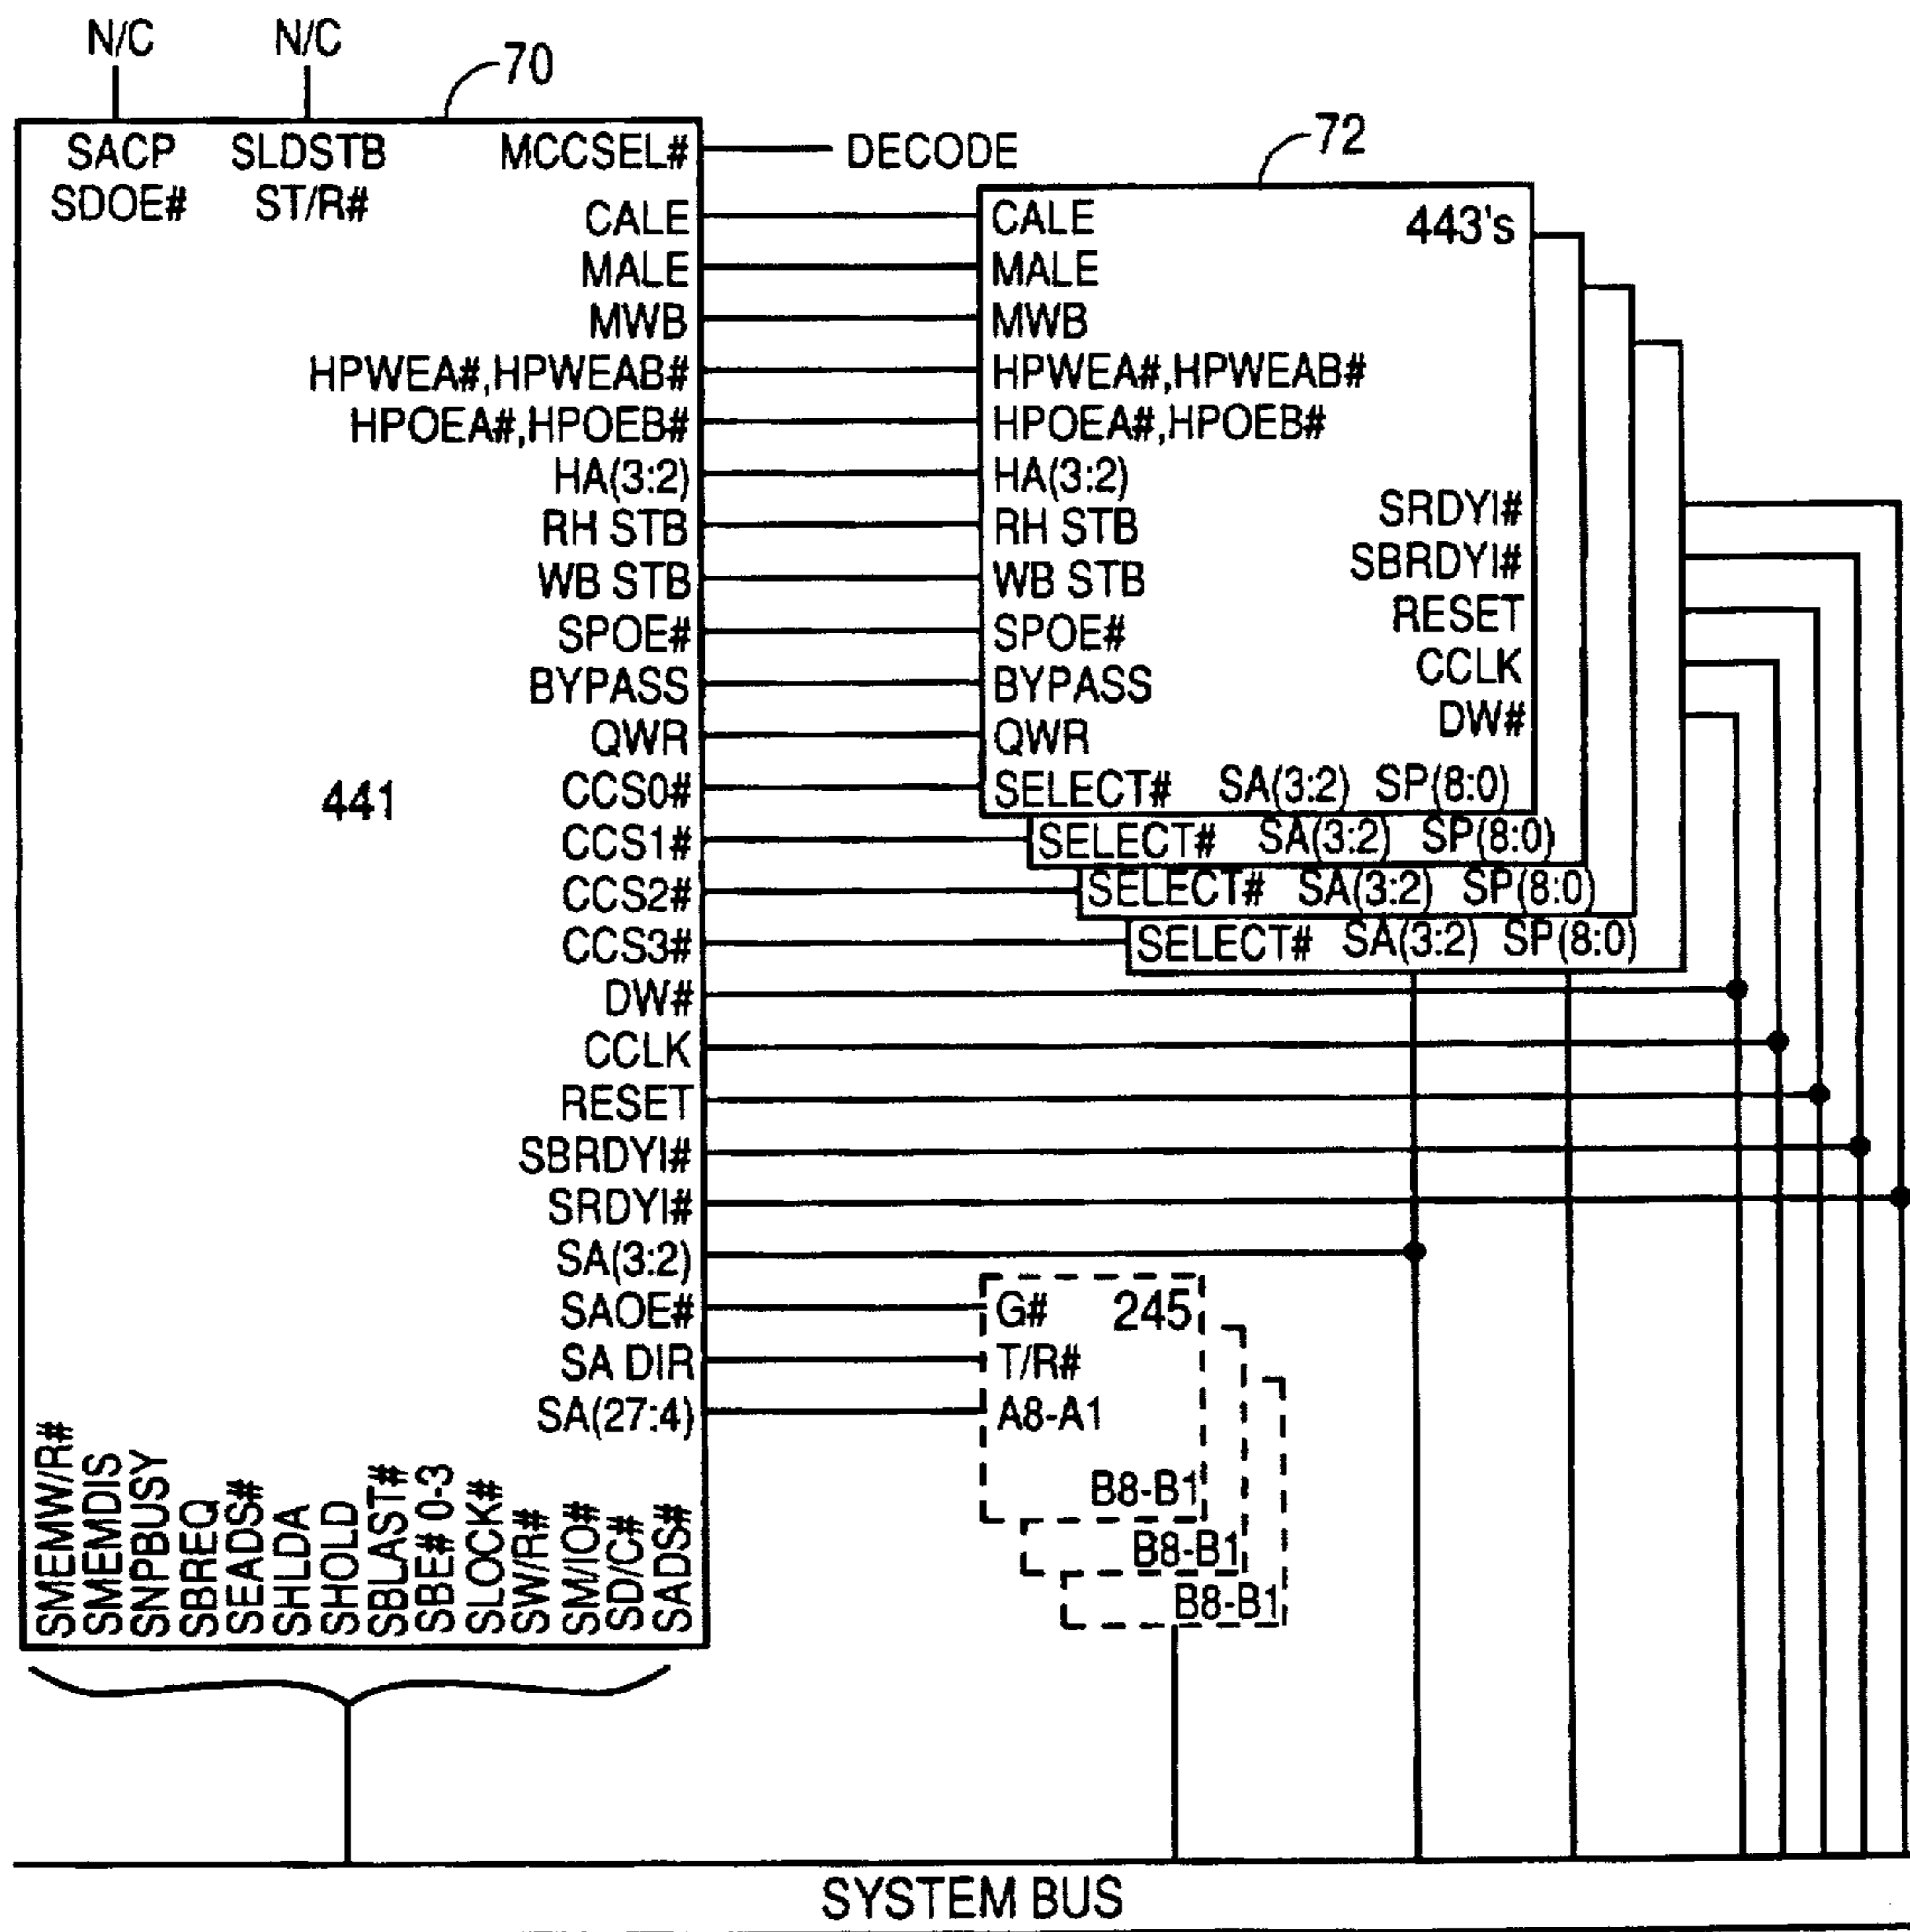 N/C
N/C
70
SACP
SDOE#
SLDSTB
ST/R#
MCCSEL#
DECODE
72
443's
CALE
MALE
MWB
HPWEA#,HPWEAB#
HPOEA#,HPOEB#
HA(3:2)
RH STB
WB STB
SPOE#
BYPASS
QWR
CCS0#
CCS1#
CCS2#
CCS3#
DW#
CCLK
RESET
SBRDYI#
SRDYI#
SA(3:2)
SAOE#
SA DIR
SA(27:4)
441
CALE
MALE
MWB
HPWEA#,HPWEAB#
HPOEA#,HPOEB#
HA(3:2)
RH STB
WB STB
SPOE#
BYPASS
QWR
SRDYI#
SBRDYI#
RESET
CCLK
DW#
SELECT# SA(3:2) SP(8:0)
SELECT# SA(3:2) SP(8:0)
SELECT# SA(3:2) SP(8:0)
SELECT# SA(3:2) SP(8:0)
G# 245
T/R#
A8-A1
B8-B1
B8-B1
B8-B1
SMEMW/R#
SMEMDIS
SNPBUSY
SBREQ
SEADS#
SHLDA
SHOLD
SBLAST#
SBE# 0-3
SLOCK#
SW/R#
SM/IO#
SD/C#
SADS#
SYSTEM BUS